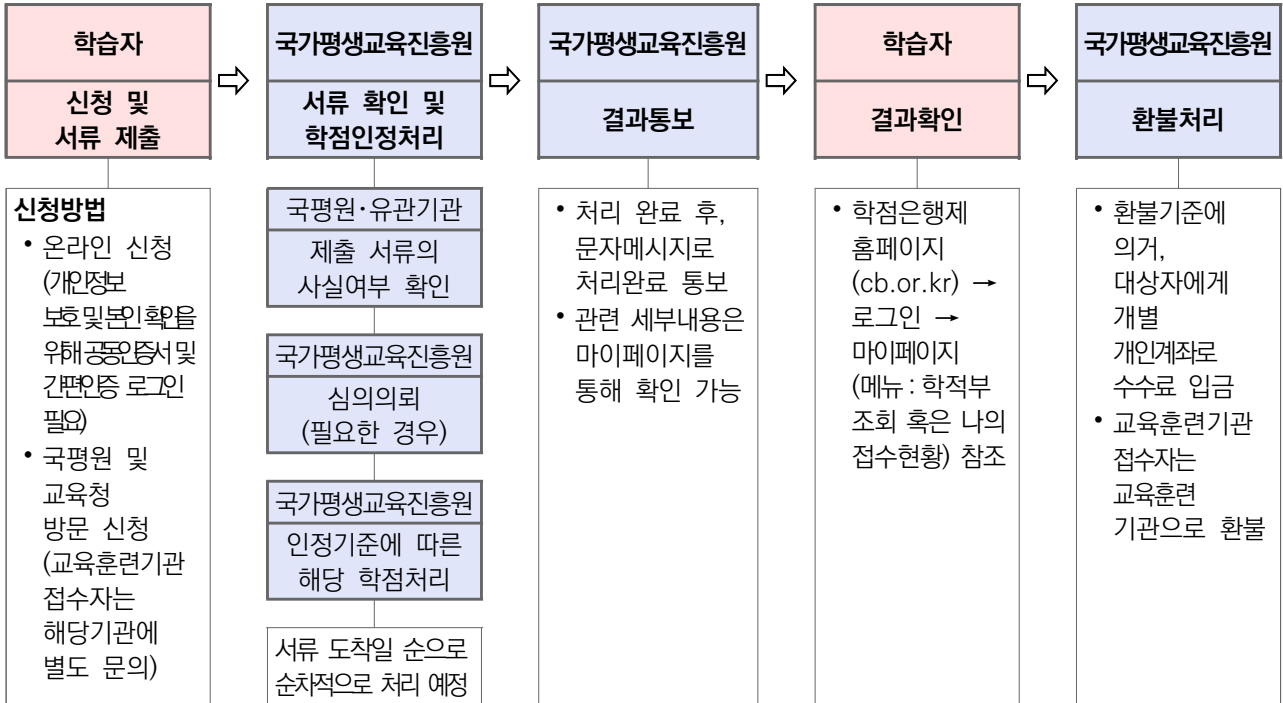 학습자
신청 및
서류 제출
신청방법
• 온라인 신청
(개인정보
보호 및 본인 확인을
위해 공동인증서 및
간편인증 로그인
필요)
• 국평원 및
교육청
방문 신청
(교육훈련기관
접수자는
해당기관에
별도 문의)
국가평생교육진흥원
서류 확인 및
학점인정처리
국평원·유관기관
제출 서류의
사실여부 확인
국가평생교육진흥원
심의의뢰
(필요한 경우)
국가평생교육진흥원
인정기준에 따른
해당 학점처리
서류 도착일 순으로
순차적으로 처리 예정
국가평생교육진흥원
결과통보
• 처리 완료 후,
문자메시지로
처리완료 통보
• 관련 세부내용은
마이페이지를
통해 확인 가능
학습자
결과확인
• 학점은행제
홈페이지
(cb.or.kr) →
로그인 →
마이페이지
(메뉴 : 학적부
조회 혹은 나의
접수현황) 참조
국가평생교육진흥원
환불처리
• 환불기준에
의거,
대상자에게
개별
개인계좌로
수수료 입금
• 교육훈련기관
접수자는
교육훈련
기관으로 환불